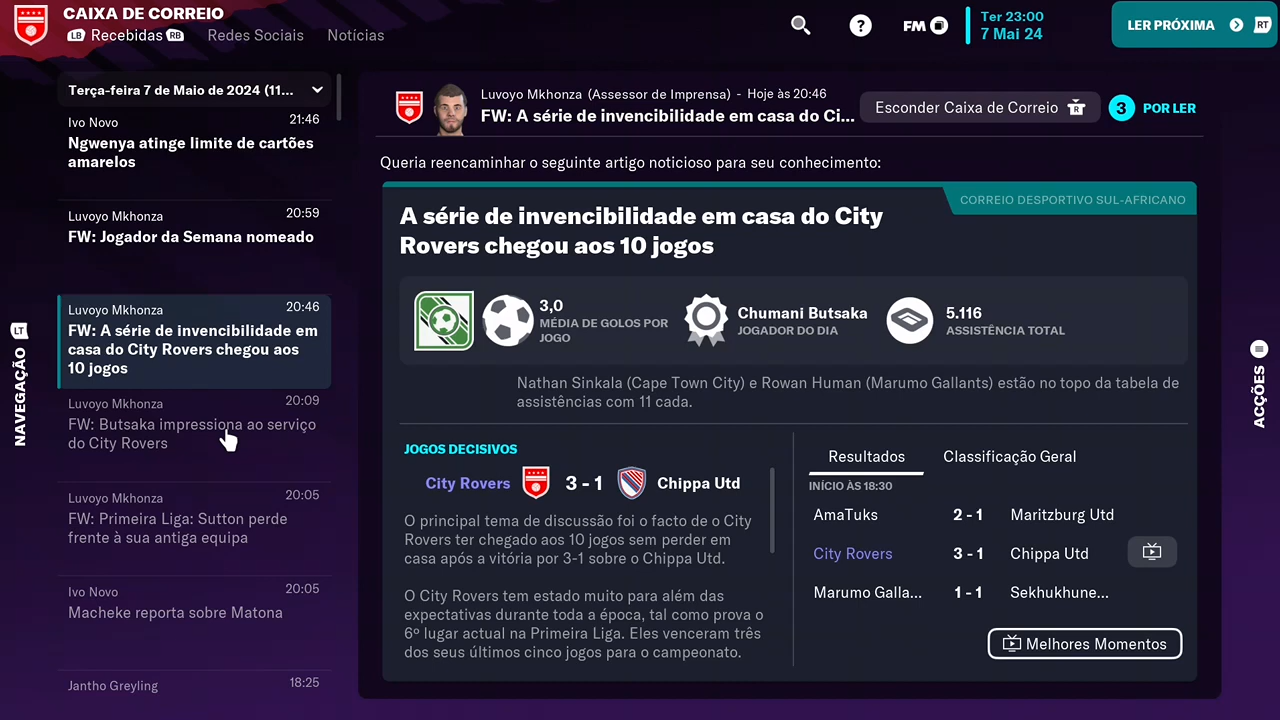 CAIXA DE CORREIO
LB Recebidas RB Redes Sociais Notícias
FM
Ter 23:00
7 Mai 24
LER PRÓXIMA RT
Terça-feira 7 de Maio de 2024 (11...
Ivo Novo 21:46
Ngwenya atinge limite de cartões
amarelos
Luvoyo Mkhonza 20:59
FW: Jogador da Semana nomeado
Luvoyo Mkhonza 20:46
FW: A série de invencibilidade em
casa do City Rovers chegou aos
10 jogos
Luvoyo Mkhonza 20:09
FW: Butsaka impressiona ao serviço
do City Rovers
Luvoyo Mkhonza 20:05
FW: Primeira Liga: Sutton perde
frente à sua antiga equipa
Ivo Novo 20:05
Macheke reporta sobre Matona
Jantho Greyling 18:25
NAVEGAÇÃO LT
Luvoyo Mkhonza (Assessor de Imprensa) - Hoje às 20:46
FW: A série de invencibilidade em casa do Ci...
Esconder Caixa de Correio R
3 POR LER
Queria reencaminhar o seguinte artigo noticioso para seu conhecimento:
CORREIO DESPORTIVO SUL-AFRICANO
A série de invencibilidade em casa do City
Rovers chegou aos 10 jogos
3,0
MÉDIA DE GOLOS POR
JOGO
Chumani Butsaka
JOGADOR DO DIA
5.116
ASSISTÊNCIA TOTAL
Nathan Sinkala (Cape Town City) e Rowan Human (Marumo Gallants) estão no topo da tabela de
assistências com 11 cada.
JOGOS DECISIVOS
City Rovers 3 - 1 Chippa Utd
O principal tema de discussão foi o facto de o City
Rovers ter chegado aos 10 jogos sem perder em
casa após a vitória por 3-1 sobre o Chippa Utd.
O City Rovers tem estado muito para além das
expectativas durante toda a época, tal como prova o
6º lugar actual na Primeira Liga. Eles venceram três
dos seus últimos cinco jogos para o campeonato.
Resultados Classificação Geral
INÍCIO ÀS 18:30
AmaTuks 2 - 1 Maritzburg Utd
City Rovers 3 - 1 Chippa Utd
Marumo Galla... 1 - 1 Sekhukhune...
Melhores Momentos
ACÇÕES